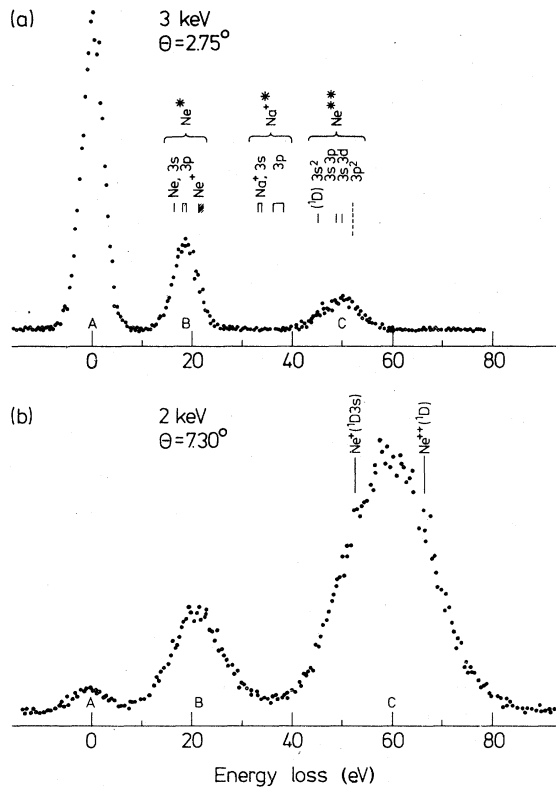 (a)
3 keV
Θ = 2.75°
Ne*
Na⁺*
Ne**
Ne, 3s
3p
Ne⁺
Na⁺, 3s
3p
(¹D) 3s²
3s 3p
3s 3d
3p²
A
B
C
0
20
40
60
80
(b)
2 keV
Θ = 7.30°
Ne⁺(¹D3s)
Ne⁺⁺(¹D)
A
B
C
0
20
40
60
80
Energy loss (eV)